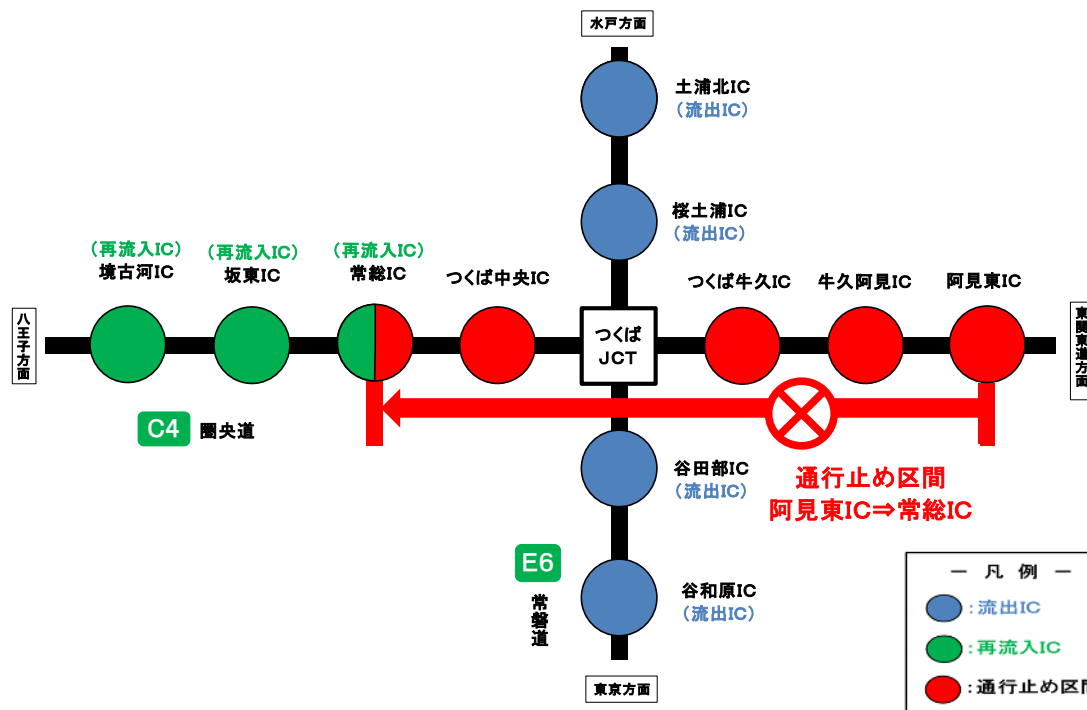 水戸方面
土浦北IC
(流出IC)
桜土浦IC
(流出IC)
(再流入IC)
境古河IC
(再流入IC)
坂東IC
(再流入IC)
常総IC
つくば中央IC
つくば牛久IC
牛久阿見IC
阿見東IC
八王子方面
つくば
JCT
東関東道方面
C4 圏央道
谷田部IC
(流出IC)
通行止め区間
阿見東IC⇒常総IC
E6
常磐道
谷和原IC
(流出IC)
東京方面
― 凡 例 ―
:流出IC
:再流入IC
:通行止め区間